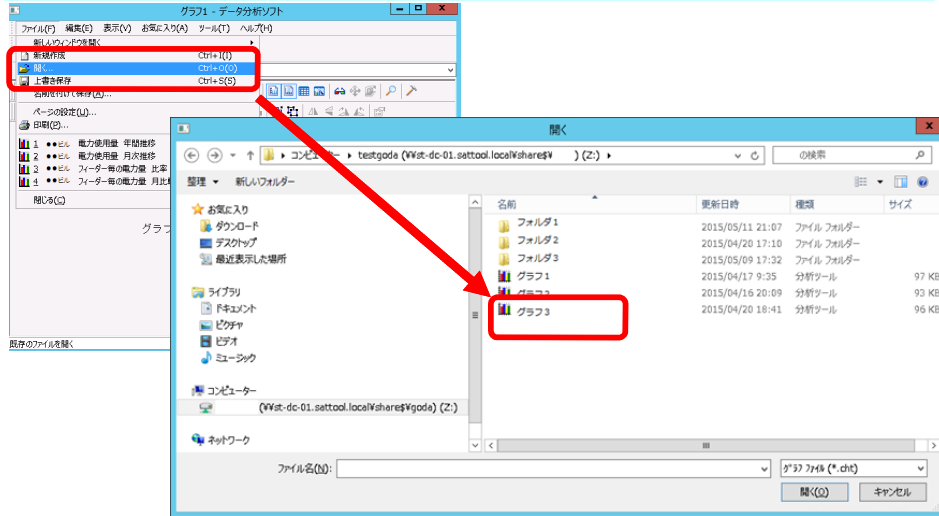 グラフ1 - データ分析ソフト
ファイル(F) 編集(E) 表示(V) お気に入り(A) ツール(T) ヘルプ(H)
新しいウィンドウを開く
新規作成 Ctrl+I(I)
開く... Ctrl+O(O)
上書き保存 Ctrl+S(S)
名前を付けて保存(A)...
ページの設定(U)...
印刷(P)...
1 ●●ビル 電力使用量 年間推移
2 ●●ビル 電力使用量 月次推移
3 ●●ビル フィーダー毎の電力量 比率
4 ●●ビル フィーダー毎の電力量 月比
閉じる(C)
グラフ
既存のファイルを開く
開く
コンピューター testgoda (¥¥st-dc-01.sattool.local¥share$¥ ) (Z:)
の検索
整理 新しいフォルダー
名前 更新日時 種類 サイズ
お気に入り
ダウンロード
デスクトップ
最近表示した場所
ライブラリ
ドキュメント
ピクチャ
ビデオ
ミュージック
コンピューター
(¥¥st-dc-01.sattool.local¥share$¥goda) (Z:)
ネットワーク
フォルダ1 2015/05/11 21:07 ファイル フォルダー
フォルダ2 2015/04/20 17:10 ファイル フォルダー
フォルダ3 2015/05/09 17:32 ファイル フォルダー
グラフ1 2015/04/17 9:35 分析ツール 97 KB
グラフ2 2015/04/16 20:09 分析ツール 93 KB
グラフ3 2015/04/20 18:41 分析ツール 96 KB
ファイル名(N):
グラフ ファイル (*.cht)
開く(O) キャンセル